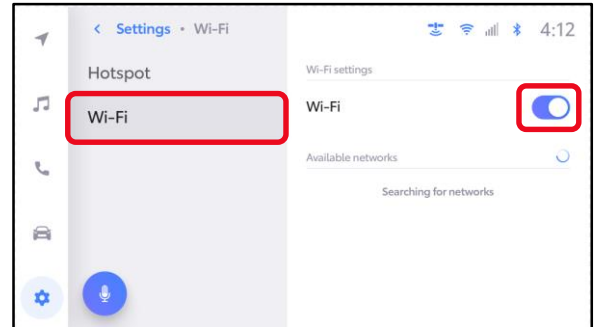 < Settings • Wi-Fi
4:12
Hotspot
Wi-Fi
Wi-Fi settings
Wi-Fi
Available networks
Searching for networks